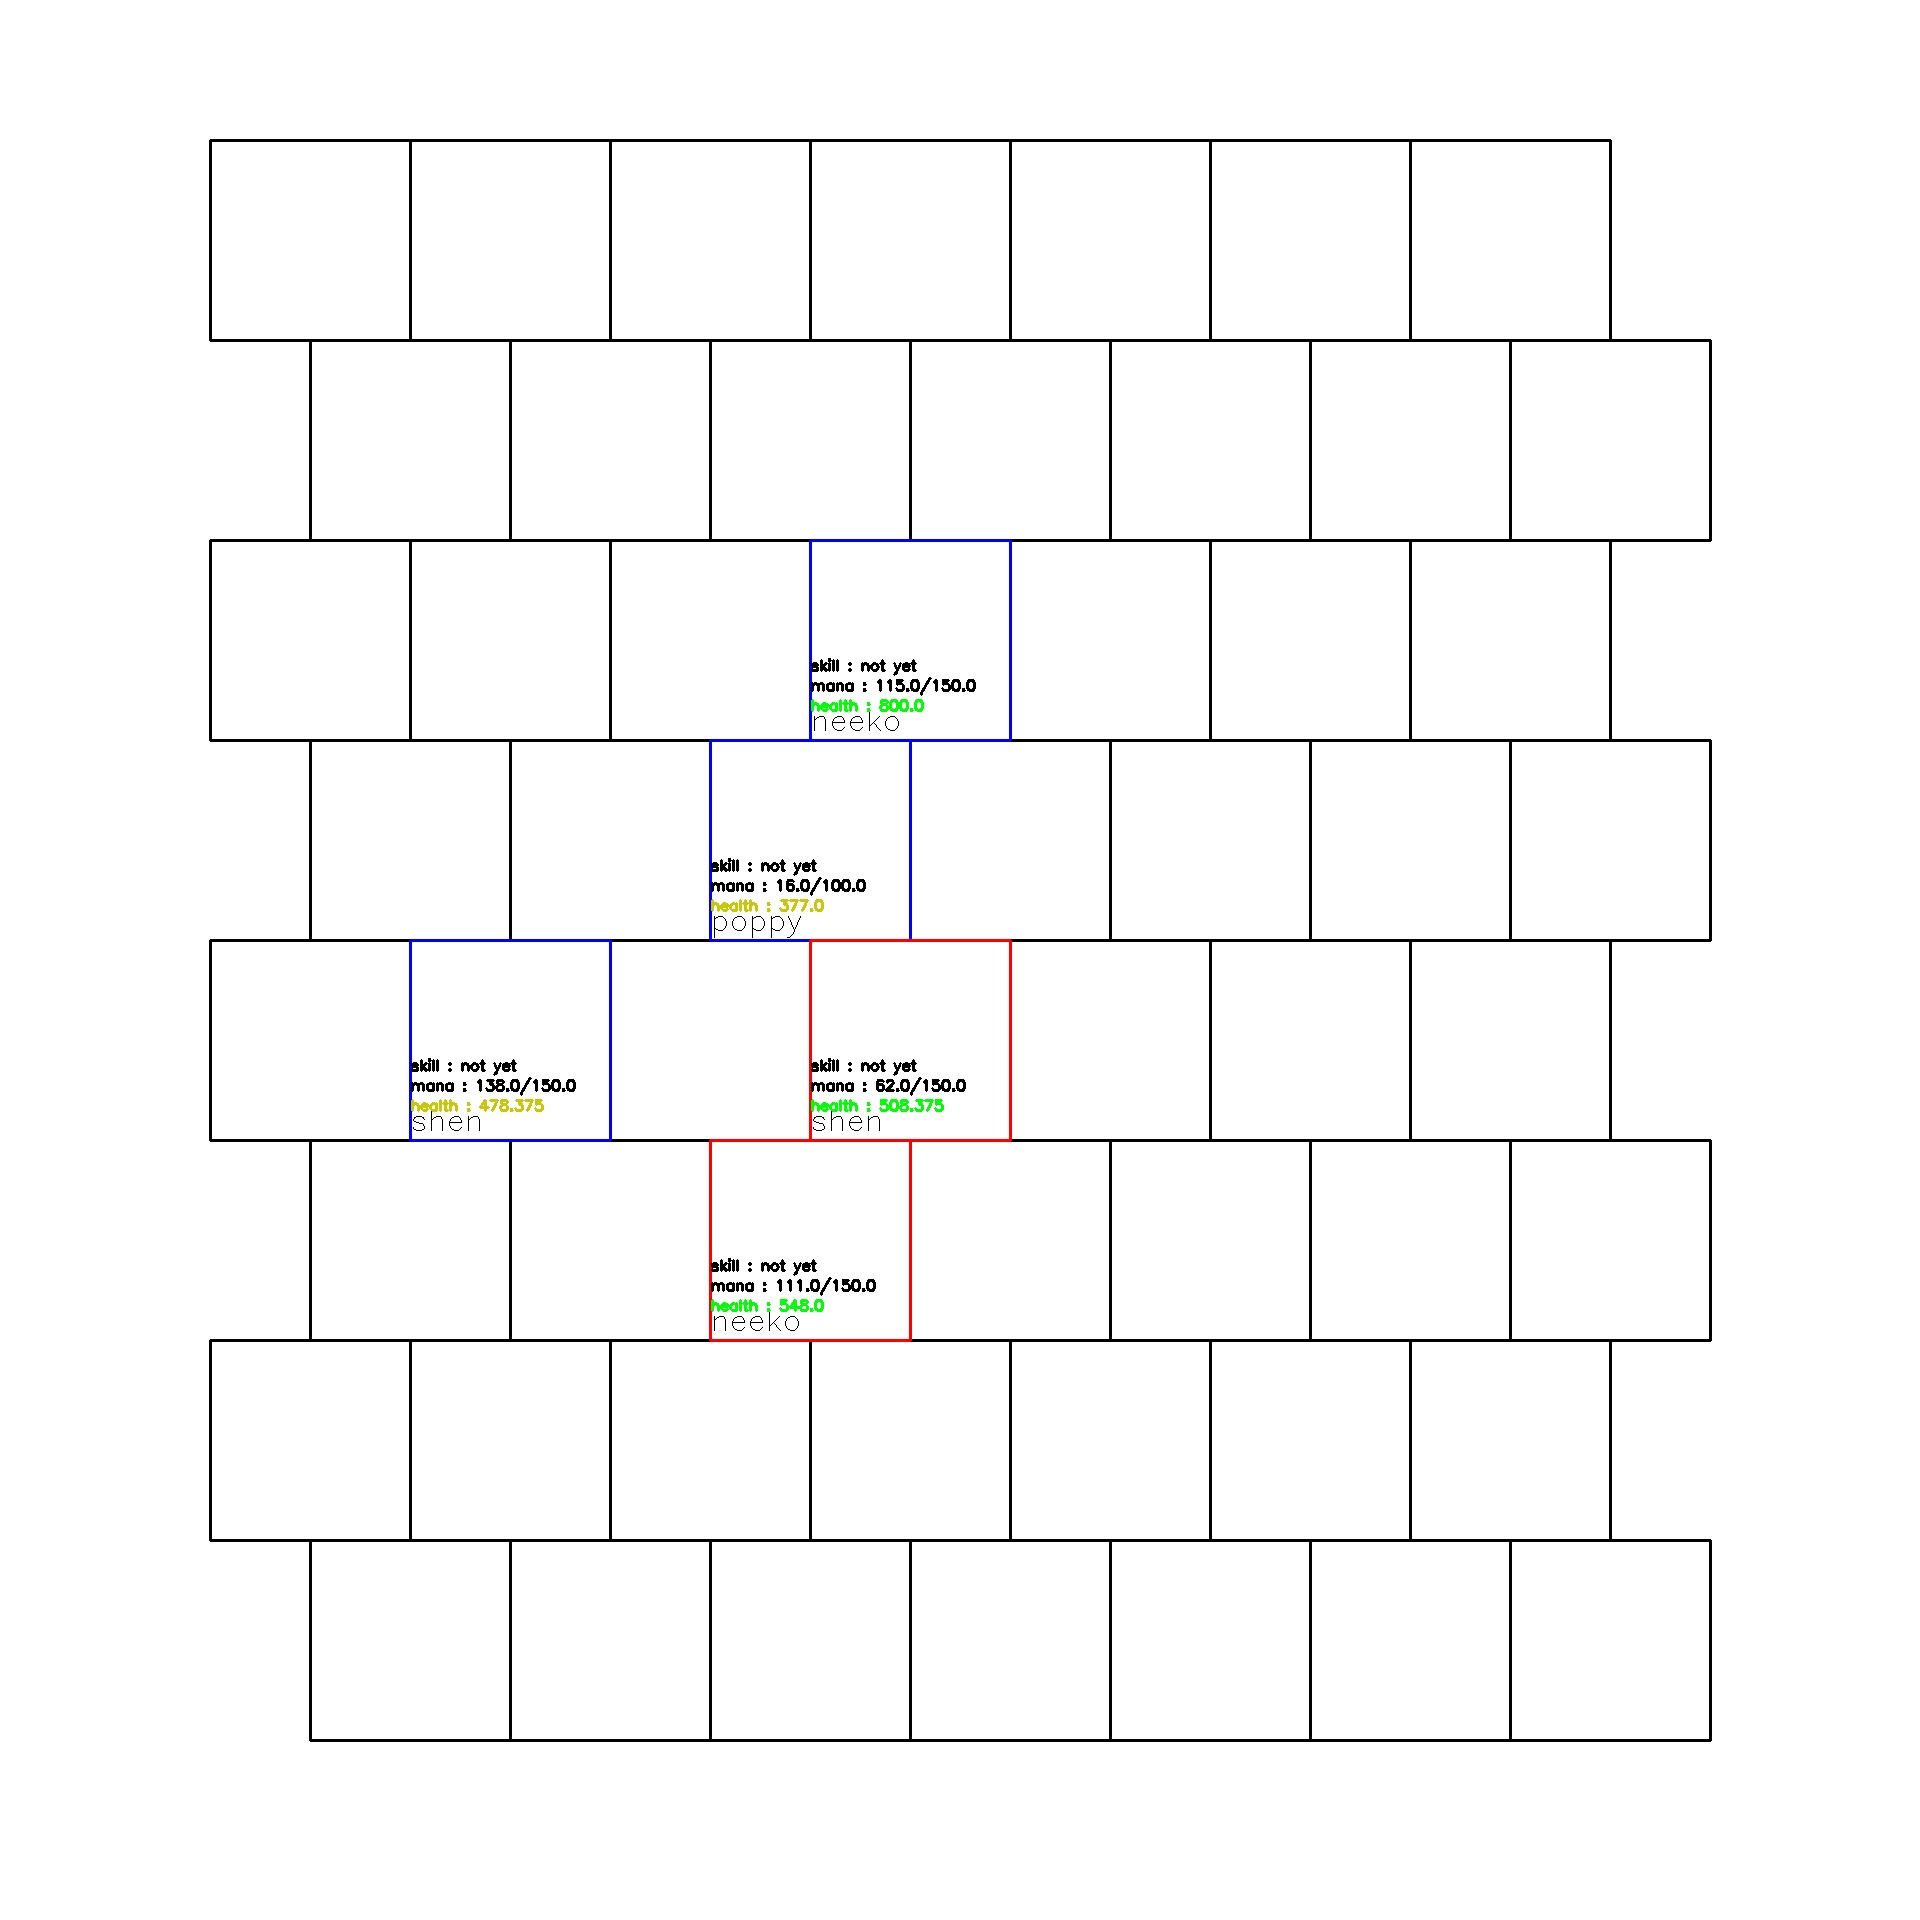 skill : not yet
mana : 115.0/150.0
health : 800.0
neeko
skill : not yet
mana : 16.0/100.0
health : 377.0
poppy
skill : not yet
mana : 138.0/150.0
health : 478.375
shen
skill : not yet
mana : 62.0/150.0
health : 508.375
shen
skill : not yet
mana : 111.0/150.0
health : 548.0
neeko